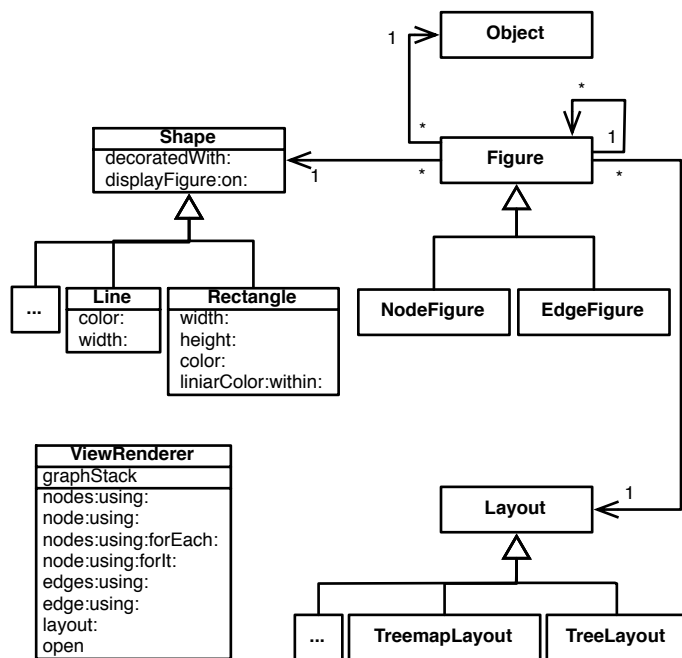 Object
1
*
*
1
Shape
decoratedWith:
displayFigure:on:
1
*
Figure
*
...
Line
color:
width:
Rectangle
width:
height:
color:
liniarColor:within:
NodeFigure
EdgeFigure
ViewRenderer
graphStack
nodes:using:
node:using:
nodes:using:forEach:
node:using:forIt:
edges:using:
edge:using:
layout:
open
Layout
1
...
TreemapLayout
TreeLayout